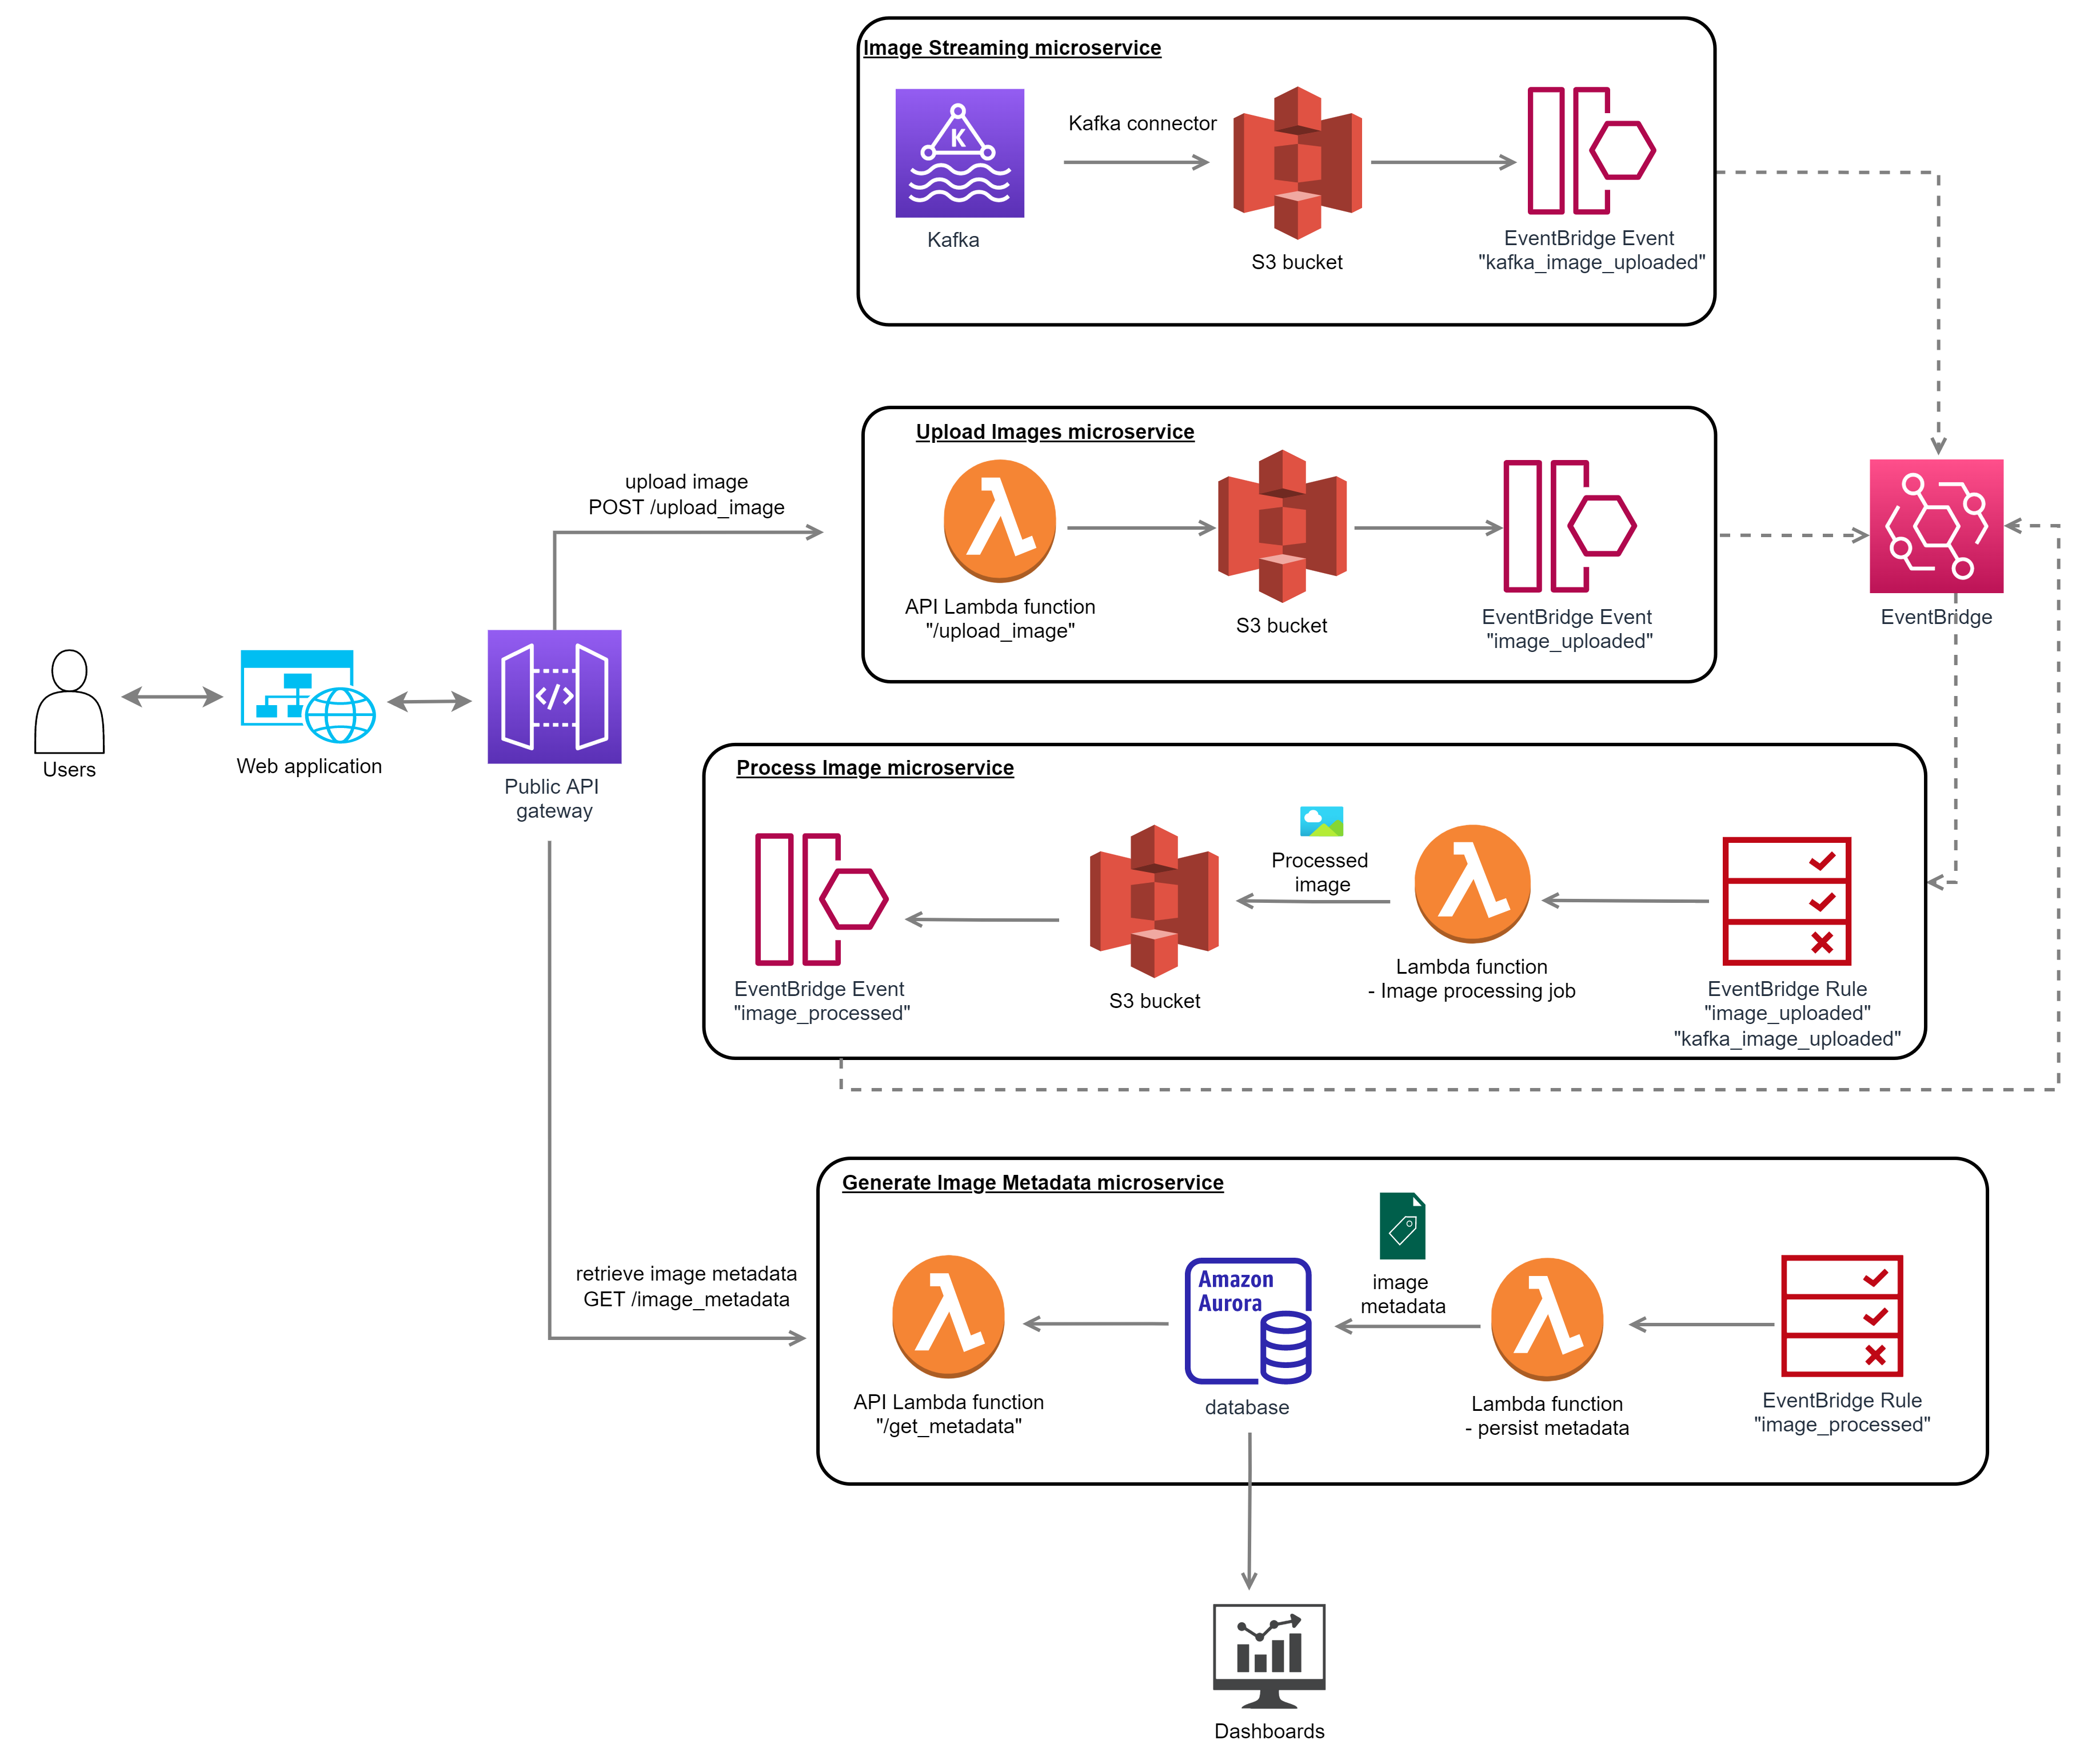 Image Streaming microservice
K
Kafka
Kafka connector
S3 bucket
EventBridge Event
"kafka_image_uploaded"
Upload Images microservice
upload image
POST /upload_image
API Lambda function
"/upload_image"
S3 bucket
EventBridge Event
"image_uploaded"
EventBridge
Users
Web application
</>
Public API
gateway
Process Image microservice
EventBridge Event
"image_processed"
S3 bucket
Processed
image
Lambda function
- Image processing job
EventBridge Rule
"image_uploaded"
"kafka_image_uploaded"
Generate Image Metadata microservice
retrieve image metadata
GET /image_metadata
API Lambda function
"/get_metadata"
Amazon
Aurora
database
image
metadata
Lambda function
- persist metadata
EventBridge Rule
"image_processed"
Dashboards